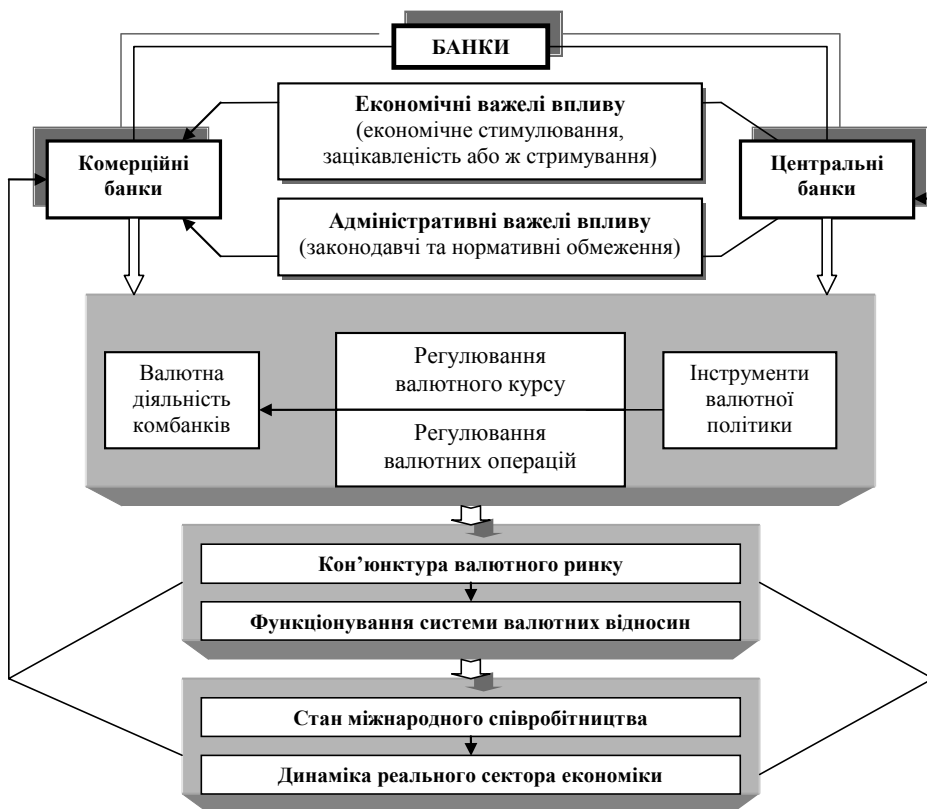 БАНКИ
Економічні важелі впливу
(економічне стимулювання,
зацікавленість або ж стримування)
Комерційні
банки
Центральні
банки
Адміністративні важелі впливу
(законодавчі та нормативні обмеження)
Валютна
діяльність
комбанків
Регулювання
валютного курсу
Регулювання
валютних операцій
Інструменти
валютної
політики
Кон’юнктура валютного ринку
Функціонування системи валютних відносин
Стан міжнародного співробітництва
Динаміка реального сектора економіки